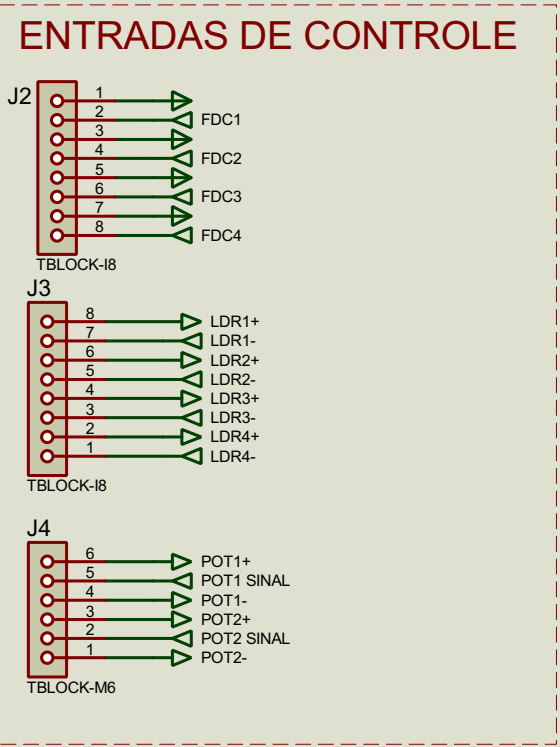 ENTRADAS DE CONTROLE
J2
1
2 FDC1
3
4 FDC2
5
6 FDC3
7
8 FDC4
TBLOCK-I8
J3
8 LDR1+
7 LDR1-
6 LDR2+
5 LDR2-
4 LDR3+
3 LDR3-
2 LDR4+
1 LDR4-
TBLOCK-I8
J4
6 POT1+
5 POT1 SINAL
4 POT1-
3 POT2+
2 POT2 SINAL
1 POT2-
TBLOCK-M6